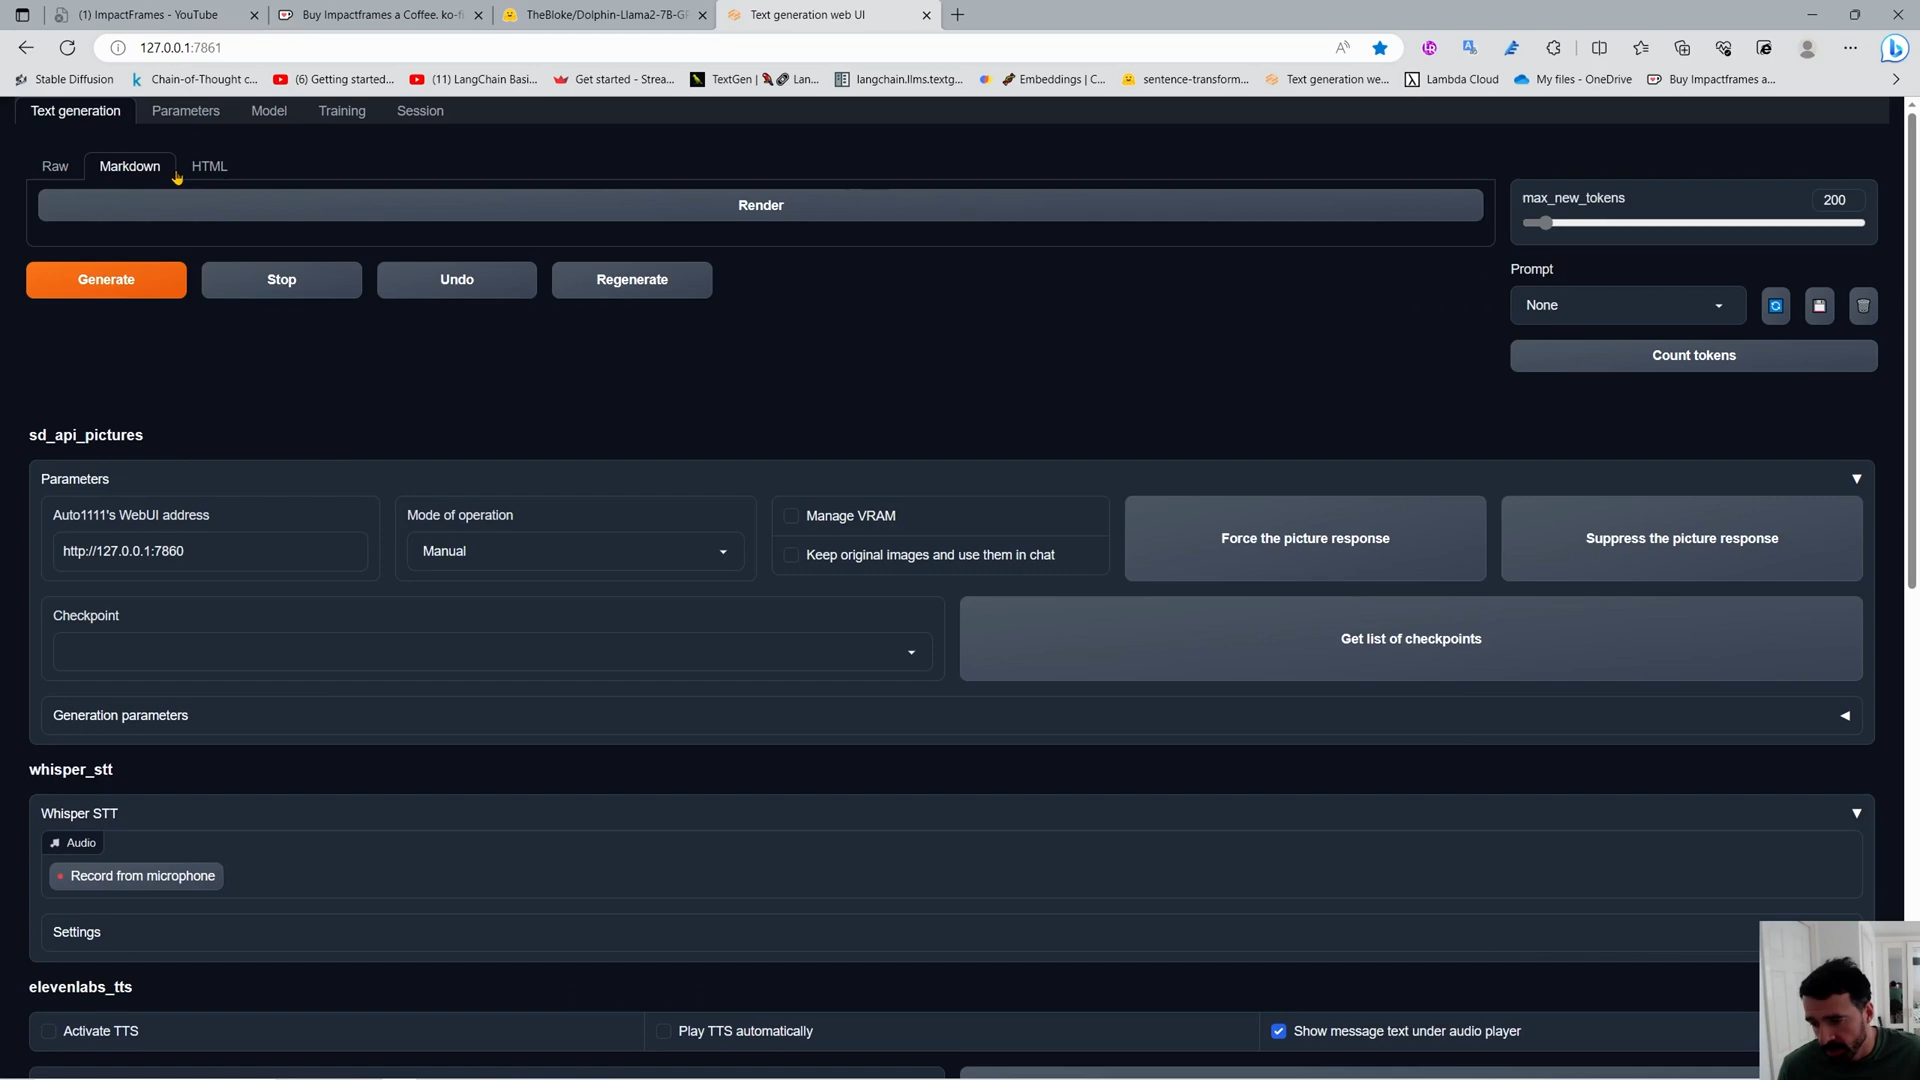 (1) ImpactFrames - YouTube
Buy Impactframes a Coffee. ko-fi
TheBloke/Dolphin-Llama2-7B-GP
Text generation web UI
127.0.0.1:7861
Stable Diffusion
Chain-of-Thought c...
(6) Getting started...
(11) LangChain Basi...
Get started - Strea...
TextGen | Lan...
langchain.llms.textg...
Embeddings | C...
sentence-transform...
Text generation we...
Lambda Cloud
My files - OneDrive
Buy Impactframes a...
Text generation
Parameters
Model
Training
Session
Raw
Markdown
HTML
Render
max_new_tokens
200
Generate
Stop
Undo
Regenerate
Prompt
None
Count tokens
sd_api_pictures
Parameters
Auto1111's WebUI address
http://127.0.0.1:7860
Mode of operation
Manual
Manage VRAM
Keep original images and use them in chat
Force the picture response
Suppress the picture response
Checkpoint
Get list of checkpoints
Generation parameters
whisper_stt
Whisper STT
Audio
Record from microphone
Settings
elevenlabs_tts
Activate TTS
Play TTS automatically
Show message text under audio player